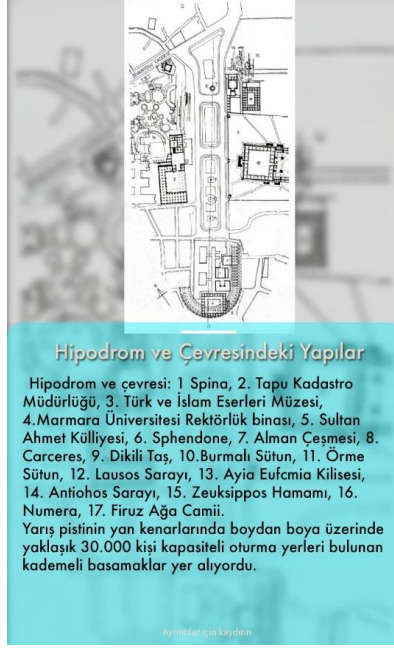 Hipodrom ve Çevresindeki Yapılar
Hipodrom ve çevresi: 1 Spina, 2. Tapu Kadastro
Müdürlüğü, 3. Türk ve İslam Eserleri Müzesi,
4.Marmara Üniversitesi Rektörlük binası, 5. Sultan
Ahmet Külliyesi, 6. Sphendone, 7. Alman Çeşmesi, 8.
Carceres, 9. Dikili Taş, 10.Burmalı Sütun, 11. Örme
Sütun, 12. Lausos Sarayı, 13. Ayia Eufcmia Kilisesi,
14. Antiohos Sarayı, 15. Zeuksippos Hamamı, 16.
Numera, 17. Firuz Ağa Camii.
Yarış pistinin yan kenarlarında boydan boya üzerinde
yaklaşık 30.000 kişi kapasiteli oturma yerleri bulunan
kademeli basamaklar yer alıyordu.
Ayrıntılar için kaydırın